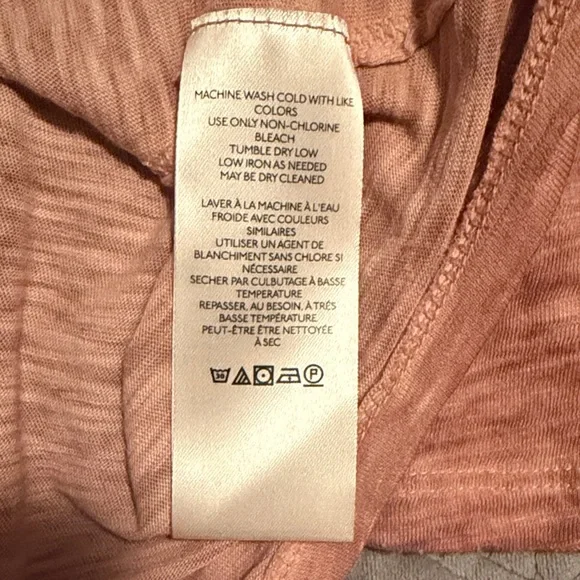 MACHINE WASH COLD WITH LIKE
COLORS
USE ONLY NON-CHLORINE
BLEACH
TUMBLE DRY LOW
LOW IRON AS NEEDED
MAY BE DRY CLEANED
LAVER À LA MACHINE À L'EAU
FROIDE AVEC COULEURS
SIMILAIRES
UTILISER UN AGENT DE
BLANCHIMENT SANS CHLORE SI
NÉCESSAIRE
SECHER PAR CULBUTAGE À BASSE
TEMPERATURE
REPASSER, AU BESOIN, À TRÈS
BASSE TEMPÉRATURE
PEUT-ÊTRE ÊTRE NETTOYÉE
À SEC
30 P